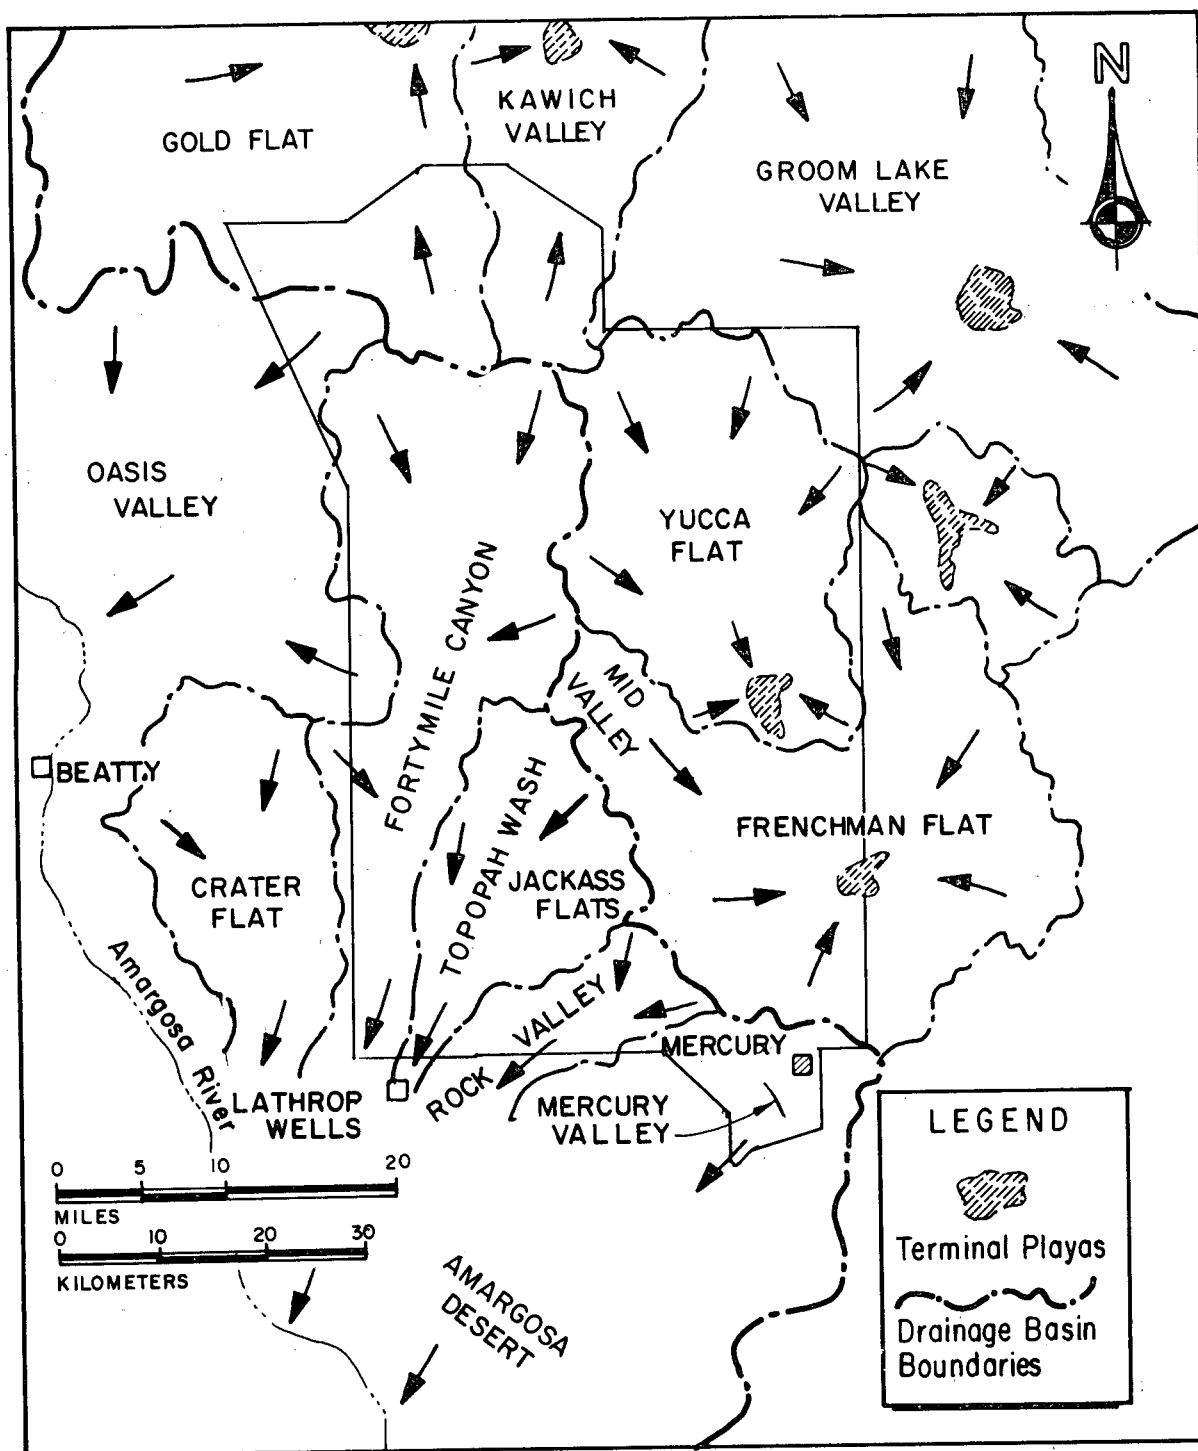 KAWICH
VALLEY
GOLD FLAT
N
GROOM LAKE
VALLEY
OASIS
VALLEY
YUCCA
FLAT
FORTYMILE CANYON
MID
VALLEY
BEATTY
TOPOPAH WASH
FRENCHMAN FLAT
CRATER
FLAT
JACKASS
FLATS
Amargosa River
ROCK VALLEY
MERCURY
LATHROP
WELLS
MERCURY
VALLEY
0 5 10 20
MILES
0 10 20 30
KILOMETERS
AMARGOSA
DESERT
LEGEND
Terminal Playas
Drainage Basin
Boundaries